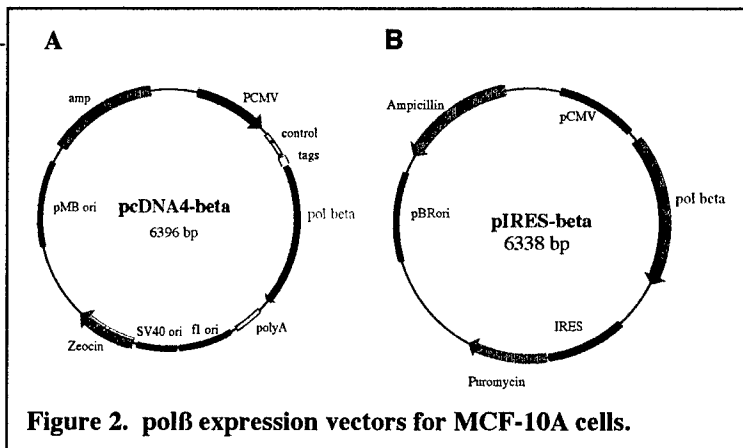 A
amp
PCMV
control
tags
pMB ori
pcDNA4-beta
6396 bp
pol beta
Zeocin
SV40 ori
f1 ori
polyA
B
Ampicillin
pCMV
pBRori
pIRES-beta
6338 bp
pol beta
IRES
Puromycin
Figure 2. polß expression vectors for MCF-10A cells.